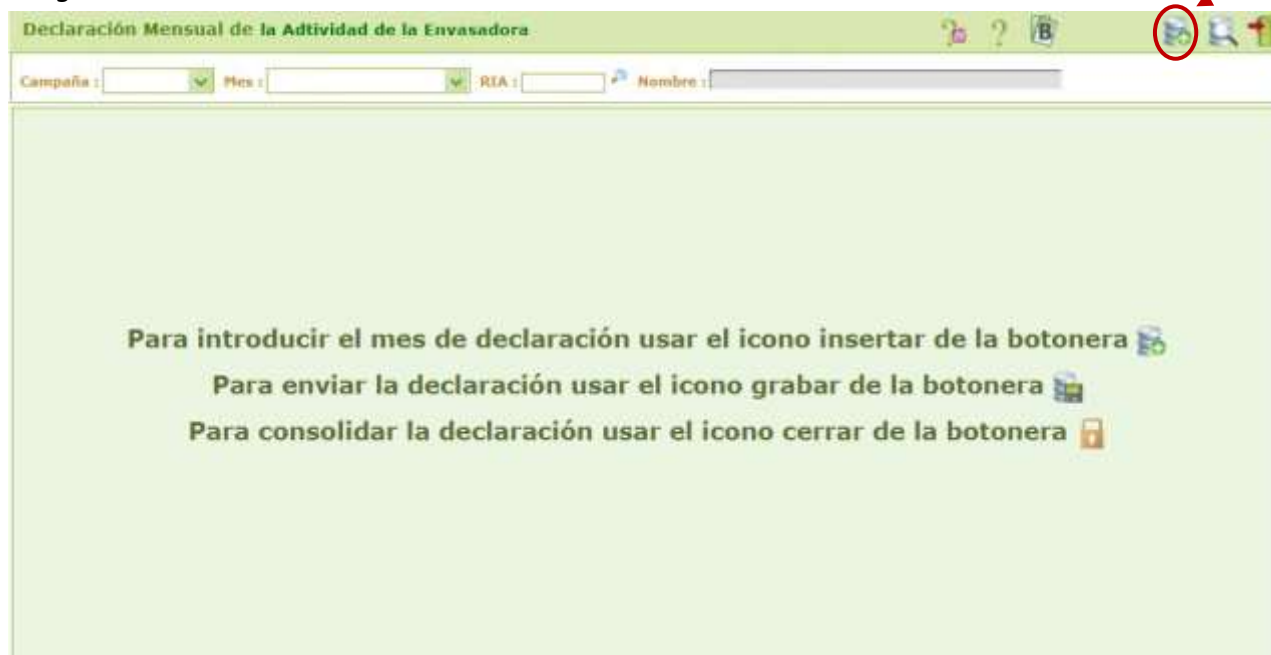 Declaración Mensual de la Adtividad de la Envasadora
Campaña : Mes : RIA : Nombre :
Para introducir el mes de declaración usar el icono insertar de la botonera
Para enviar la declaración usar el icono grabar de la botonera
Para consolidar la declaración usar el icono cerrar de la botonera